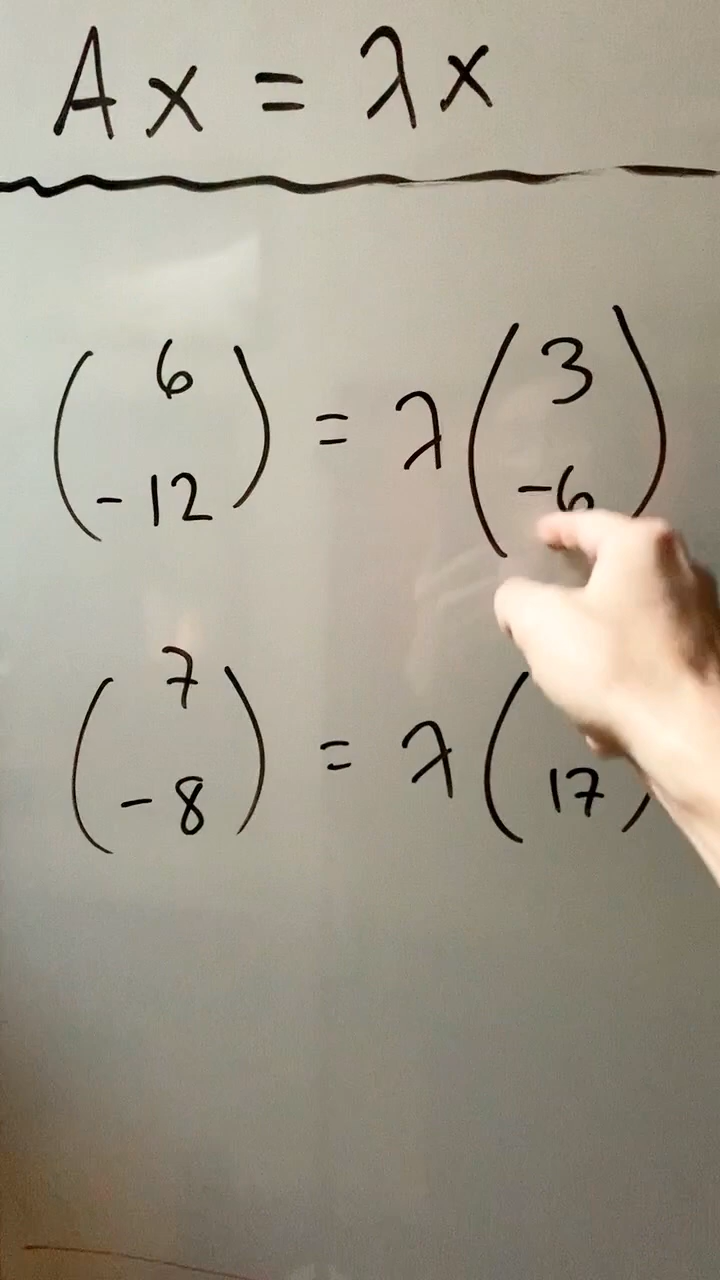 Ax = λx
( 6 ) = λ ( 3 )
( -12 ) ( -6 )
( 7 ) = λ (
( -8 ) ( 17 )